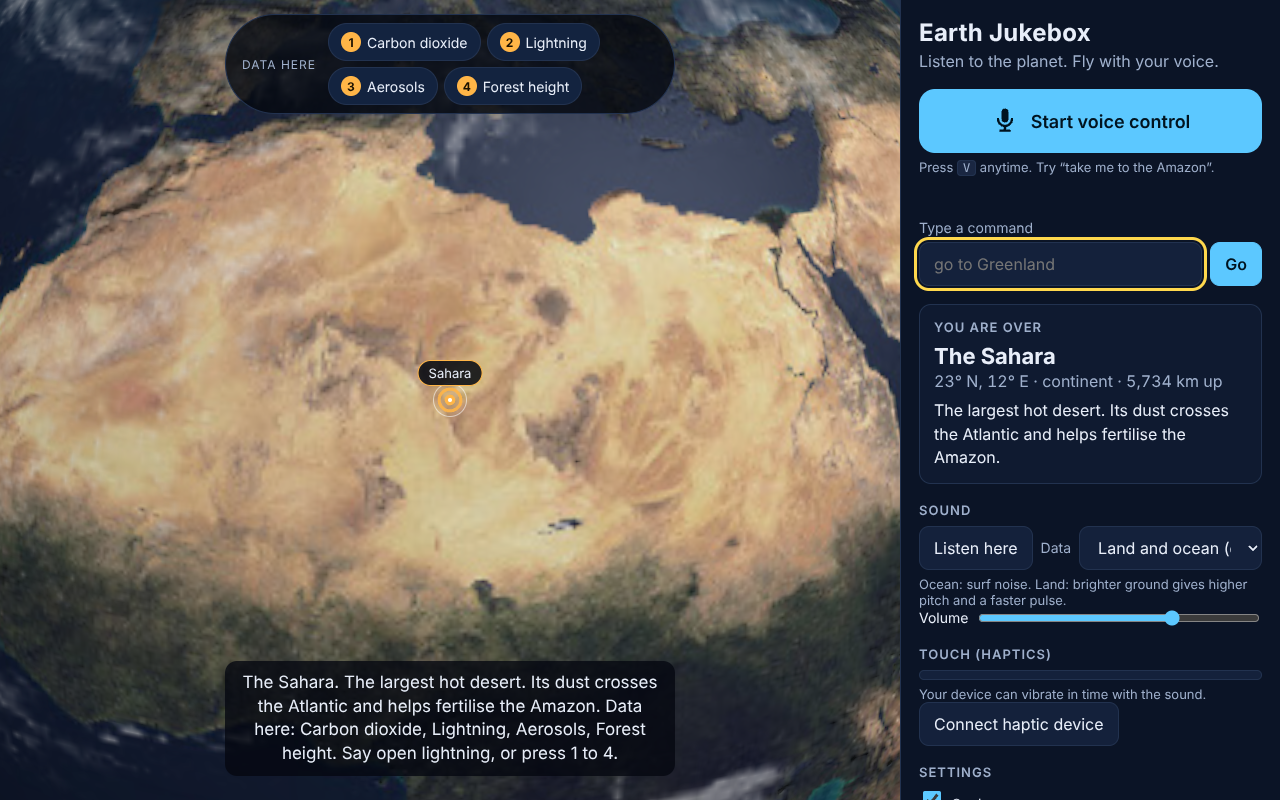 DATA HERE
1 Carbon dioxide
2 Lightning
3 Aerosols
4 Forest height
Sahara
The Sahara. The largest hot desert. Its dust crosses
the Atlantic and helps fertilise the Amazon. Data
here: Carbon dioxide, Lightning, Aerosols, Forest
height. Say open lightning, or press 1 to 4.
Earth Jukebox
Listen to the planet. Fly with your voice.
Start voice control
Press V anytime. Try “take me to the Amazon”.
Type a command
go to Greenland
Go
YOU ARE OVER
The Sahara
23° N, 12° E · continent · 5,734 km up
The largest hot desert. Its dust crosses
the Atlantic and helps fertilise the
Amazon.
SOUND
Listen here
Data
Land and ocean (
Ocean: surf noise. Land: brighter ground gives higher
pitch and a faster pulse.
Volume
TOUCH (HAPTICS)
Your device can vibrate in time with the sound.
Connect haptic device
SETTINGS